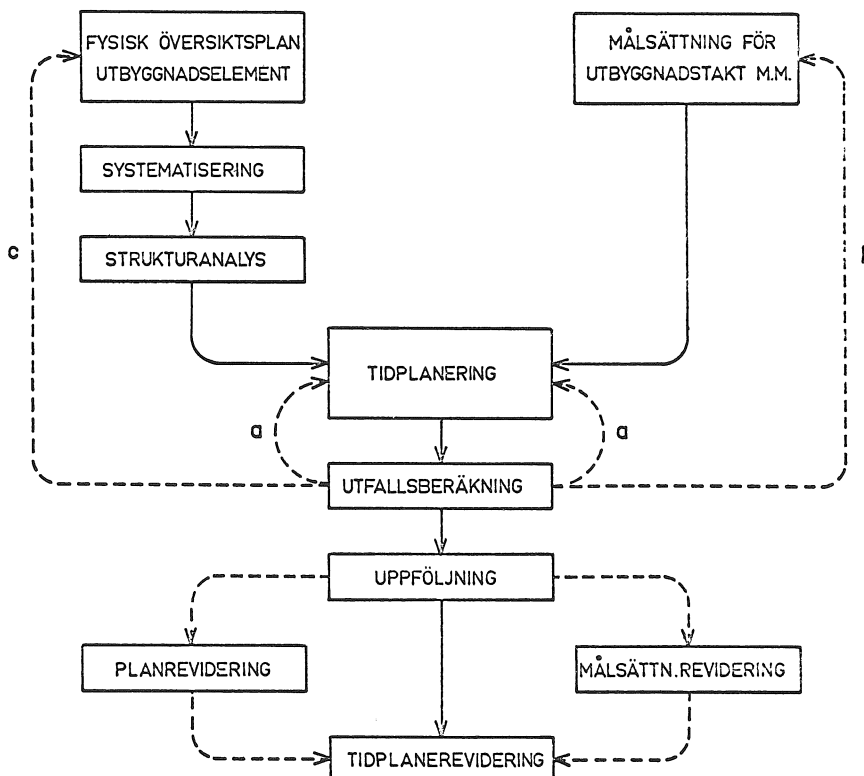 FYSISK ÖVERSIKTSPLAN
UTBYGGNADSELEMENT
MÅLSÄTTNING FÖR
UTBYGGNADSTAKT M.M.
SYSTEMATISERING
c
STRUKTURANALYS
TIDPLANERING
a
a
UTFALLSBERÄKNING
UPPFÖLJNING
PLANREVIDERING
MÅLSÄTTN.REVIDERING
TIDPLANEREVIDERING